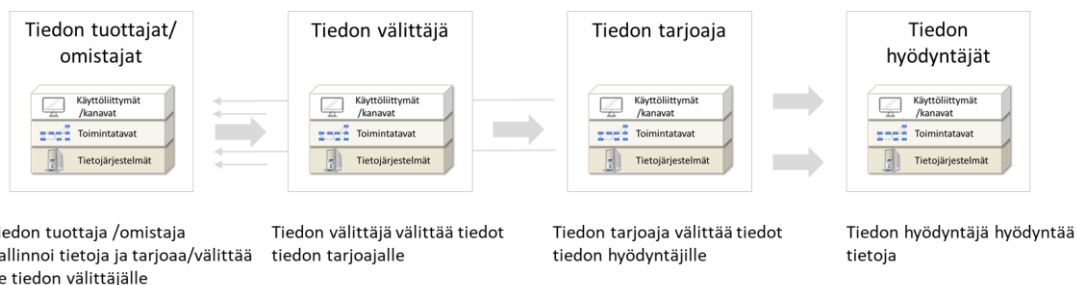 Tiedon tuottajat/
omistajat
Käyttöliittymät
/kanavat
Toimintatavat
Tietojärjestelmät
Tiedon välittäjä
Käyttöliittymät
/kanavat
Toimintatavat
Tietojärjestelmät
Tiedon tarjoaja
Käyttöliittymät
/kanavat
Toimintatavat
Tietojärjestelmät
Tiedon
hyödyntäjät
Käyttöliittymät
/kanavat
Toimintatavat
Tietojärjestelmät
iedon tuottaja /omistaja
allinnoi tietoja ja tarjoaa/välittää
e tiedon välittäjälle
Tiedon välittäjä välittää tiedot
tiedon tarjoajalle
Tiedon tarjoaja välittää tiedot
tiedon hyödyntäjille
Tiedon hyödyntäjä hyödyntää
tietoja